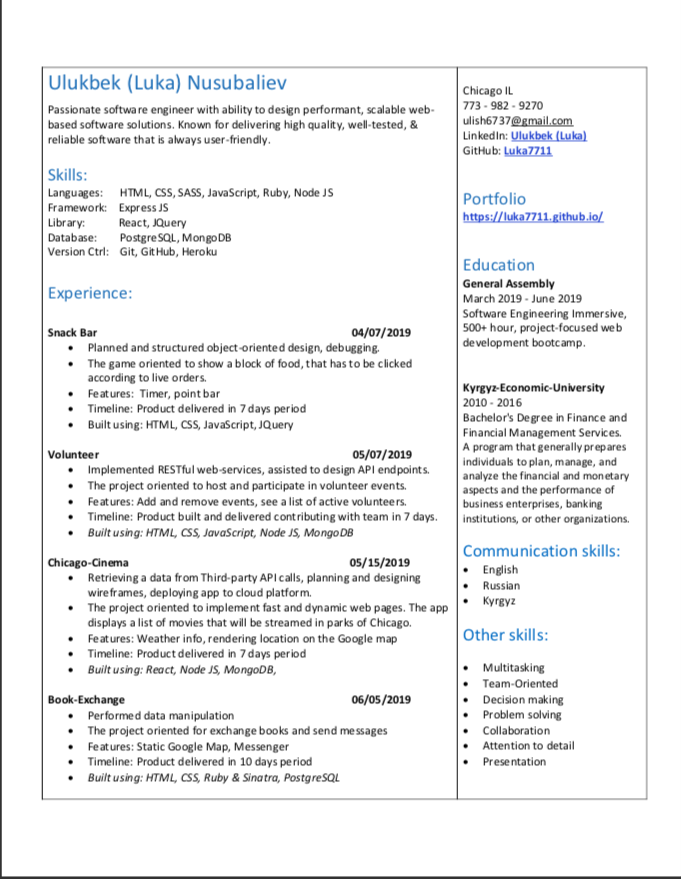 Ulukbek (Luka) Nusubaliev
Passionate software engineer with ability to design performant, scalable web-
based software solutions. Known for delivering high quality, well-tested, &
reliable software that is always user-friendly.
Skills:
Languages: HTML, CSS, SASS, JavaScript, Ruby, Node JS
Framework: Express JS
Library: React, JQuery
Database: PostgreSQL, MongoDB
Version Ctrl: Git, GitHub, Heroku
Experience:
Snack Bar 04/07/2019
• Planned and structured object-oriented design, debugging.
• The game oriented to show a block of food, that has to be clicked
according to live orders.
• Features: Timer, point bar
• Timeline: Product delivered in 7 days period
• Built using: HTML, CSS, JavaScript, JQuery
Volunteer 05/07/2019
• Implemented RESTful web-services, assisted to design API endpoints.
• The project oriented to host and participate in volunteer events.
• Features: Add and remove events, see a list of active volunteers.
• Timeline: Product built and delivered contributing with team in 7 days.
• Built using: HTML, CSS, JavaScript, Node JS, MongoDB
Chicago-Cinema 05/15/2019
• Retrieving a data from Third-party API calls, planning and designing
wireframes, deploying app to cloud platform.
• The project oriented to implement fast and dynamic web pages. The app
displays a list of movies that will be streamed in parks of Chicago.
• Features: Weather info, rendering location on the Google map
• Timeline: Product delivered in 7 days period
• Built using: React, Node JS, MongoDB,
Book-Exchange 06/05/2019
• Performed data manipulation
• The project oriented for exchange books and send messages
• Features: Static Google Map, Messenger
• Timeline: Product delivered in 10 days period
• Built using: HTML, CSS, Ruby & Sinatra, PostgreSQL
Chicago IL
773 - 982 - 9270
ulish6737@gmail.com
LinkedIn: Ulukbek (Luka)
GitHub: Luka7711
Portfolio
https://luka7711.github.io/
Education
General Assembly
March 2019 - June 2019
Software Engineering Immersive,
500+ hour, project-focused web
development bootcamp.
Kyrgyz-Economic-University
2010 - 2016
Bachelor's Degree in Finance and
Financial Management Services.
A program that generally prepares
individuals to plan, manage, and
analyze the financial and monetary
aspects and the performance of
business enterprises, banking
institutions, or other organizations.
Communication skills:
• English
• Russian
• Kyrgyz
Other skills:
• Multitasking
• Team-Oriented
• Decision making
• Problem solving
• Collaboration
• Attention to detail
• Presentation